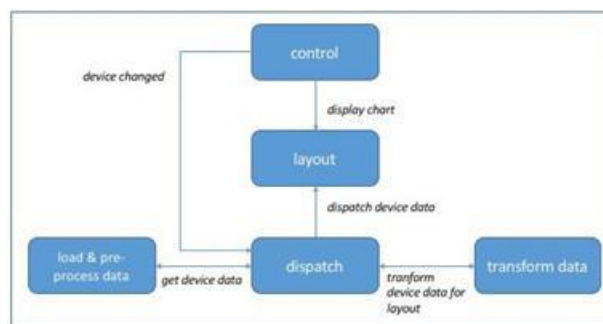 control
device changed
display chart
layout
dispatch device data
load & pre-
process data
get device data
dispatch
tranform
device data for
layout
transform data